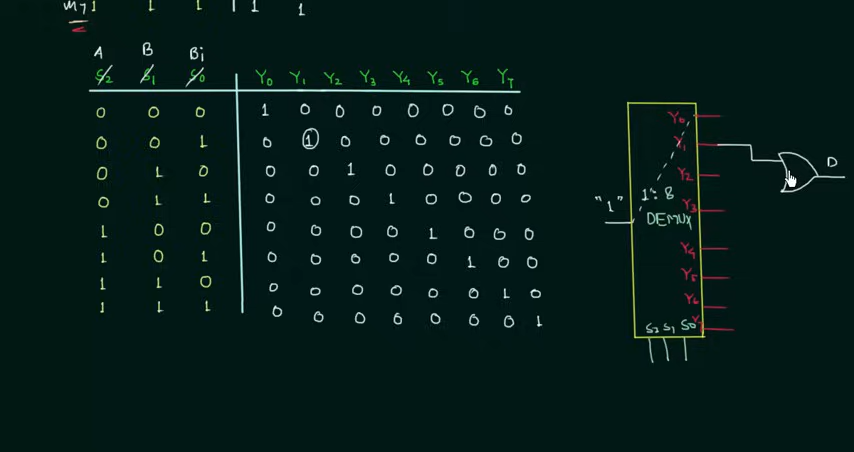 m7 1 1 1 1 1
A B Bi
S2 S1 S0 Y0 Y1 Y2 Y3 Y4 Y5 Y6 Y7
0 0 0 1 0 0 0 0 0 0 0
0 0 1 0 1 0 0 0 0 0 0
0 1 0 0 0 1 0 0 0 0 0
0 1 1 0 0 0 1 0 0 0 0
1 0 0 0 0 0 0 1 0 0 0
1 0 1 0 0 0 0 0 1 0 0
1 1 0 0 0 0 0 0 0 1 0
1 1 1 0 0 0 0 0 0 0 1
Y0
Y1
D
Y2
"1"
1:8
Y3
DEMUX
Y4
Y5
Y6
S2 S1 S0 Y